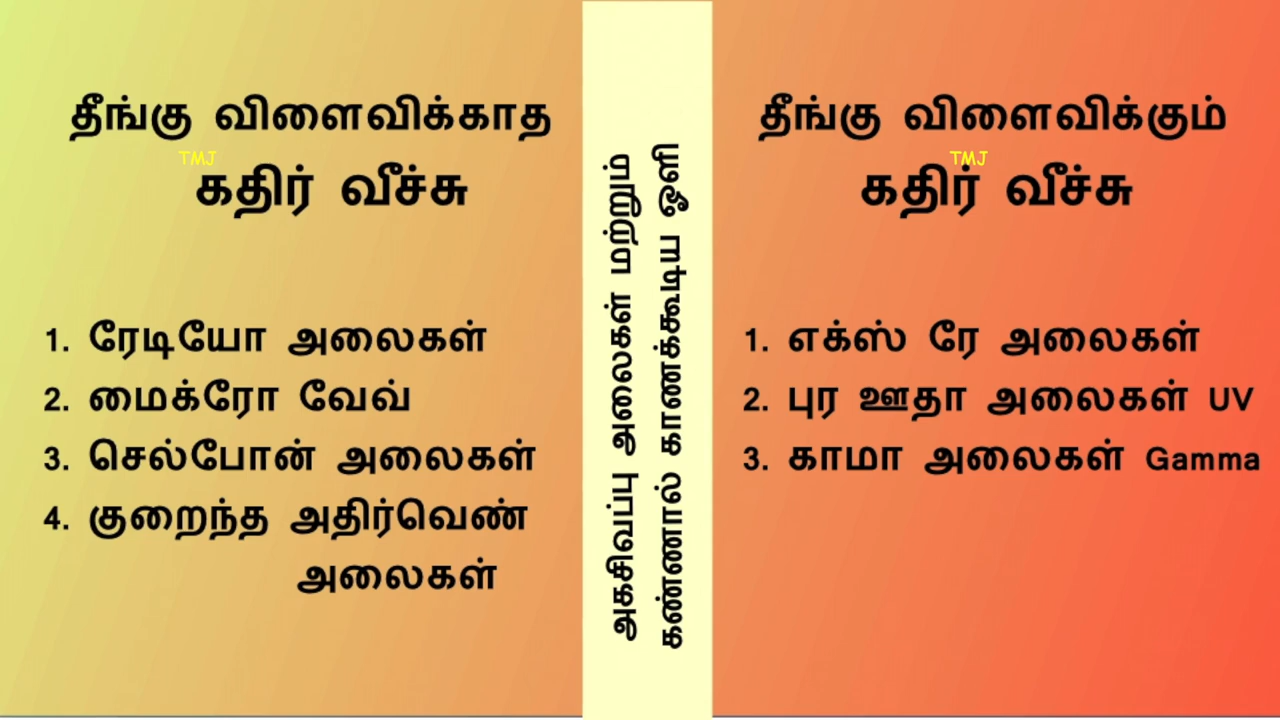 தீங்கு விளைவிக்காத
TMJ
கதிர் வீச்சு
1. ரேடியோ அலைகள்
2. மைக்ரோ வேவ்
3. செல்போன் அலைகள்
4. குறைந்த அதிர்வெண்
அலைகள்
அகசிவப்பு அலைகள் மற்றும்
கண்ணால் காணக்கூடிய ஓளி
தீங்கு விளைவிக்கும்
TMJ
கதிர் வீச்சு
1. எக்ஸ் ரே அலைகள்
2. புர ஊதா அலைகள் UV
3. காமா அலைகள் Gamma